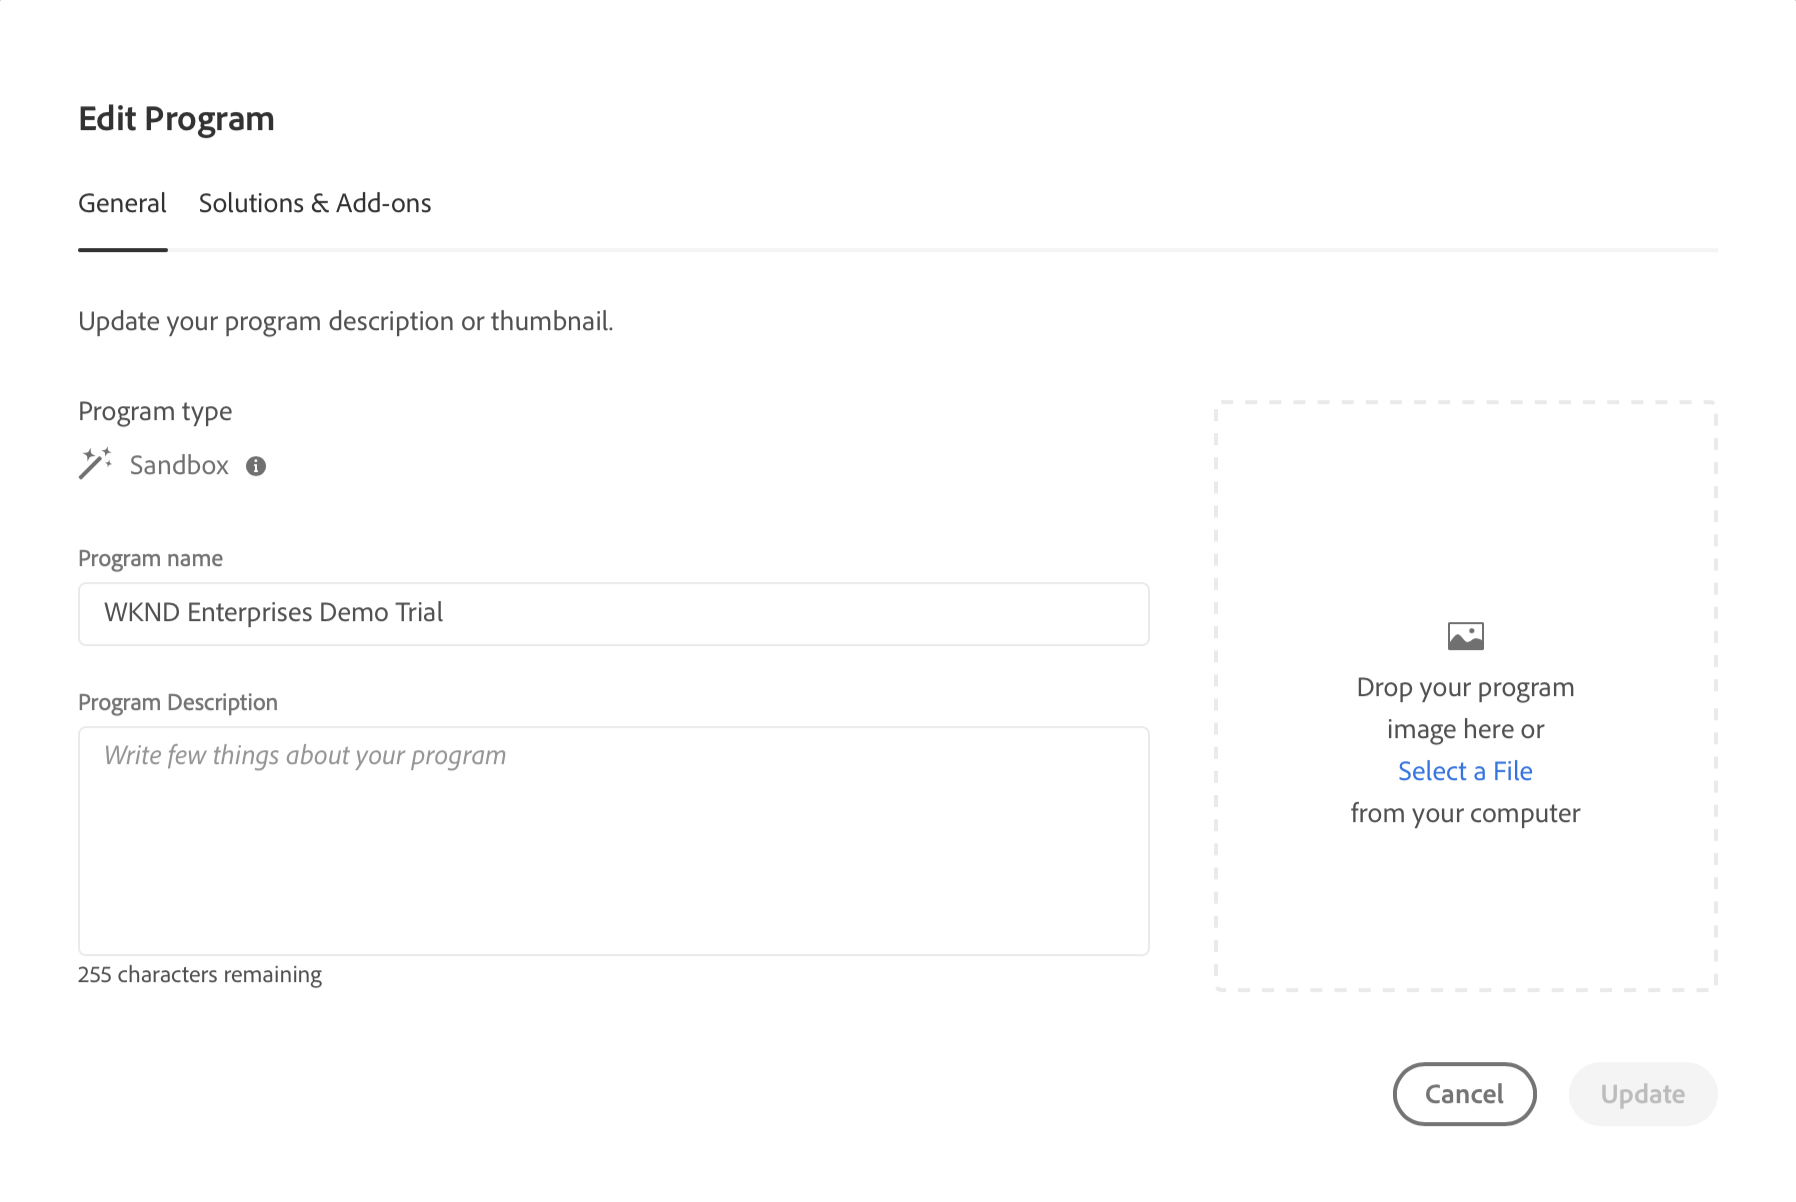 Edit Program
General
Solutions & Add-ons
Update your program description or thumbnail.
Program type
Sandbox
Program name
WKND Enterprises Demo Trial
Program Description
Write few things about your program
255 characters remaining
Drop your program
image here or
Select a File
from your computer
Cancel
Update